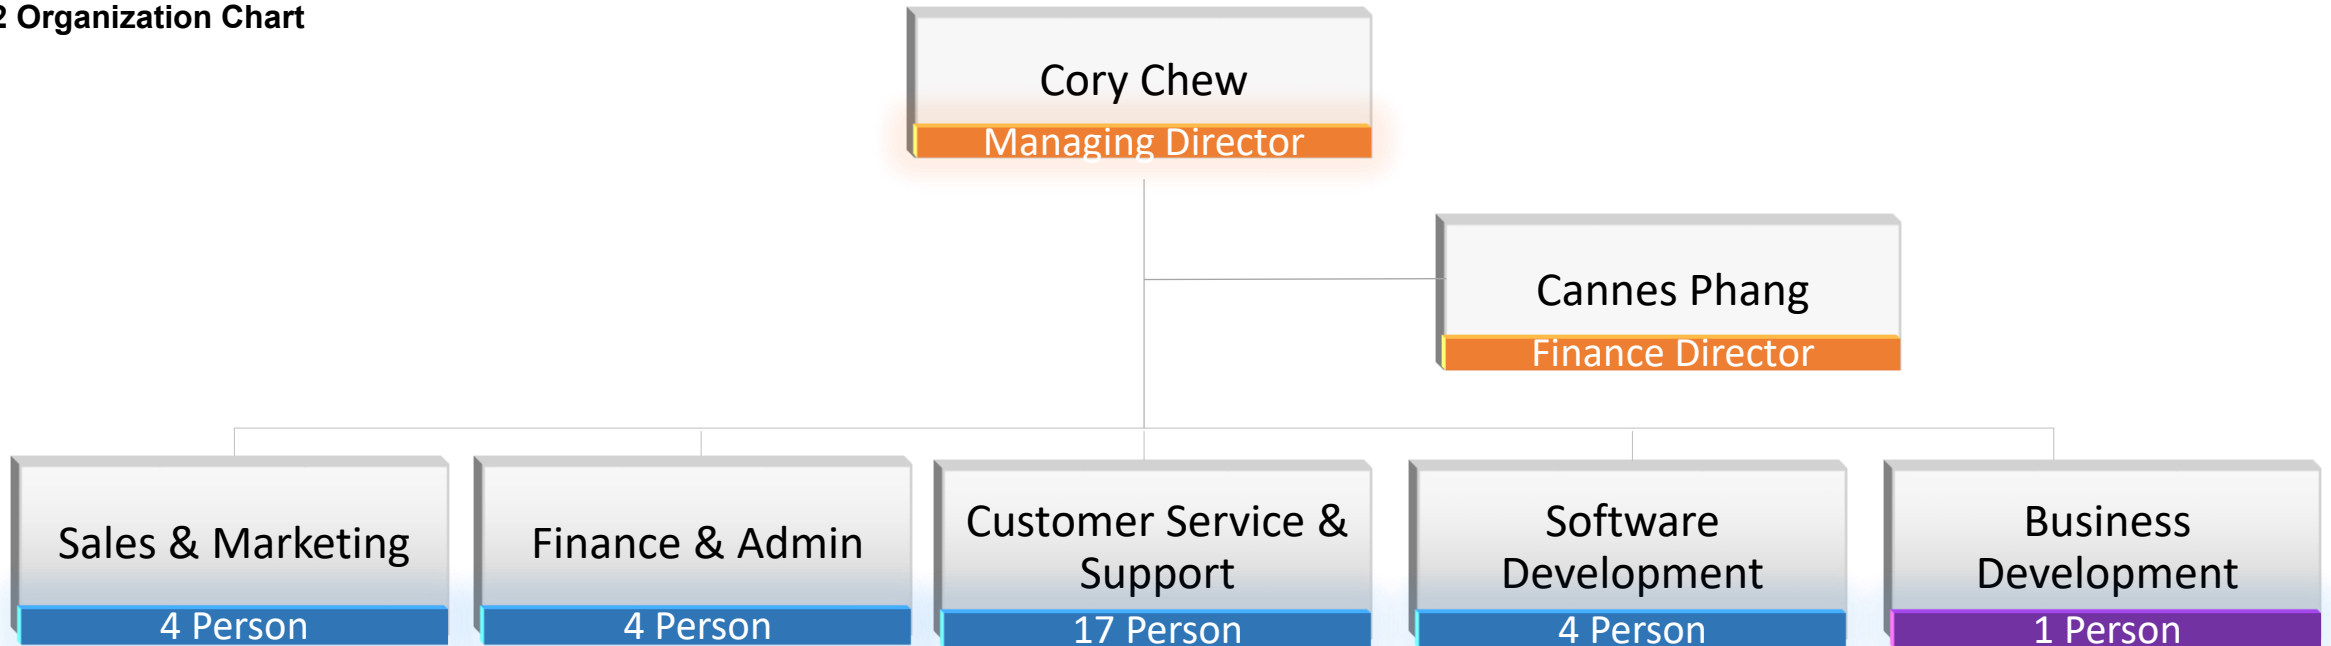 2 Organization Chart
Cory Chew
Managing Director
Cannes Phang
Finance Director
Sales & Marketing
4 Person
Finance & Admin
4 Person
Customer Service &
Support
17 Person
Software
Development
4 Person
Business
Development
1 Person